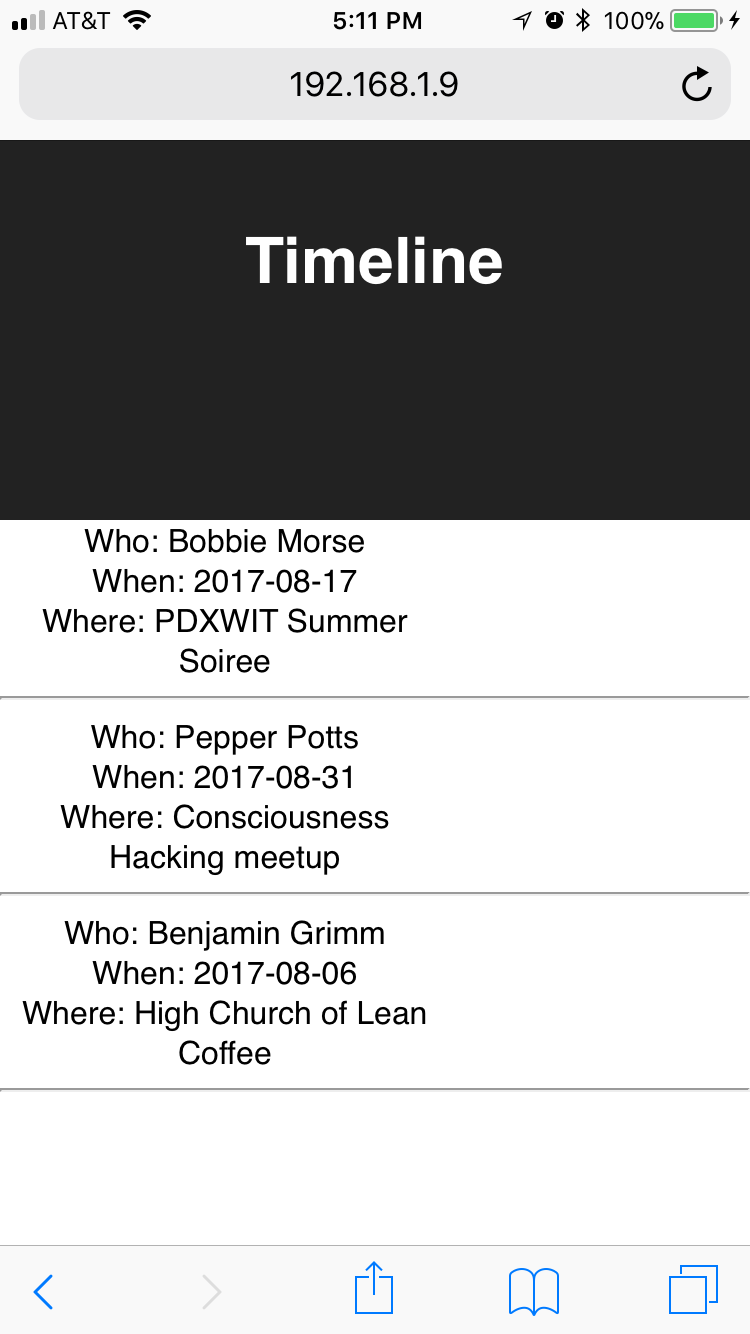 AT&T 5:11 PM 100%
192.168.1.9
Timeline
Who: Bobbie Morse
When: 2017-08-17
Where: PDXWIT Summer
Soiree
Who: Pepper Potts
When: 2017-08-31
Where: Consciousness
Hacking meetup
Who: Benjamin Grimm
When: 2017-08-06
Where: High Church of Lean
Coffee